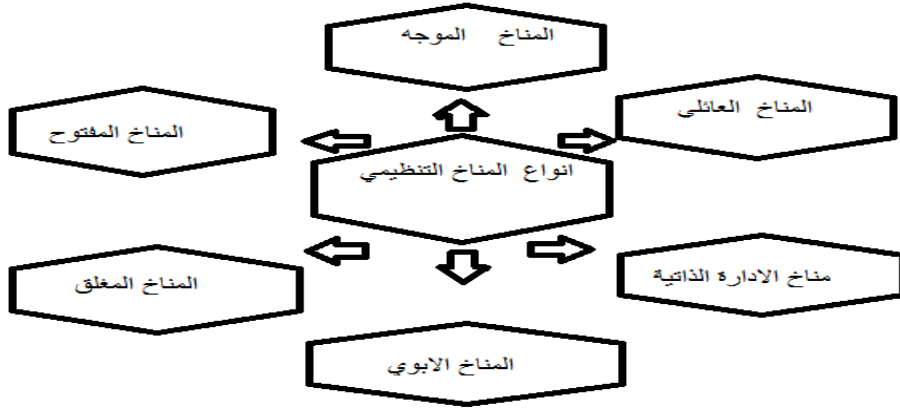 المناخ الموجه
المناخ العائلي
المناخ المفتوح
انواع المناخ التنظيمي
مناخ الادارة الذاتية
المناخ المغلق
المناخ الابوي